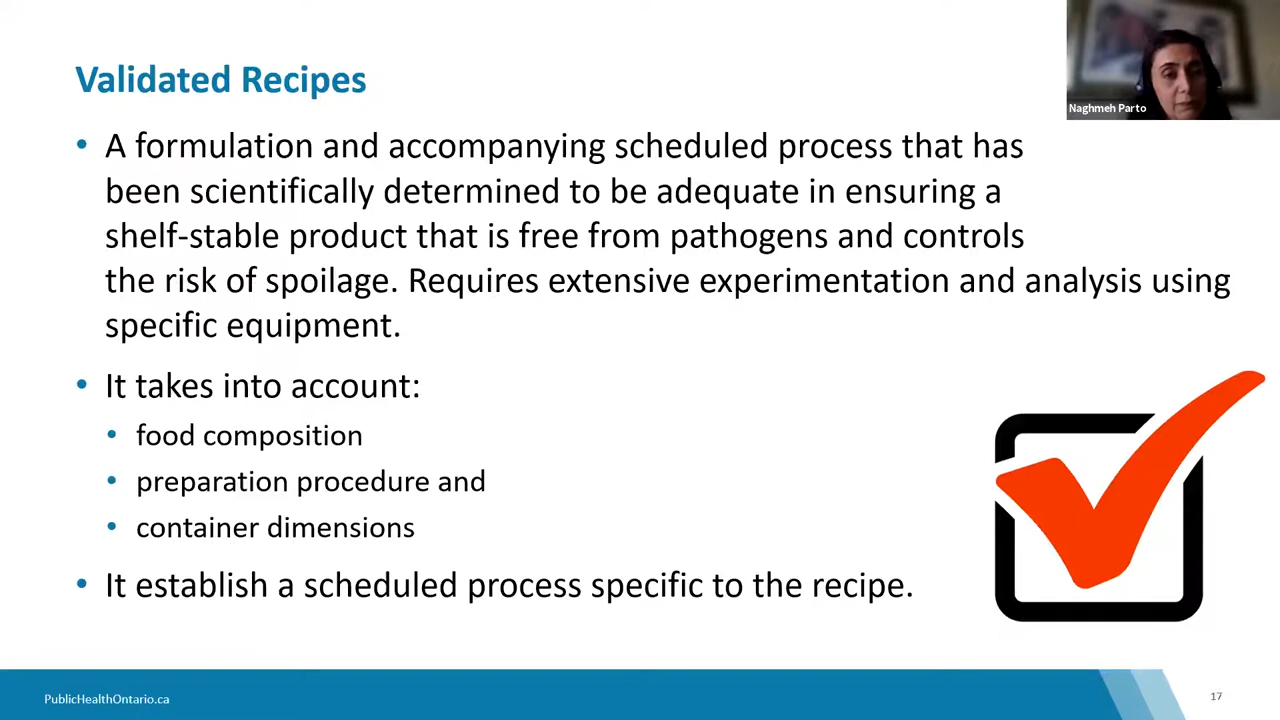 Validated Recipes
Naghmeh Parto
• A formulation and accompanying scheduled process that has
been scientifically determined to be adequate in ensuring a
shelf-stable product that is free from pathogens and controls
the risk of spoilage. Requires extensive experimentation and analysis using
specific equipment.
• It takes into account:
• food composition
• preparation procedure and
• container dimensions
• It establish a scheduled process specific to the recipe.
PublicHealthOntario.ca
17